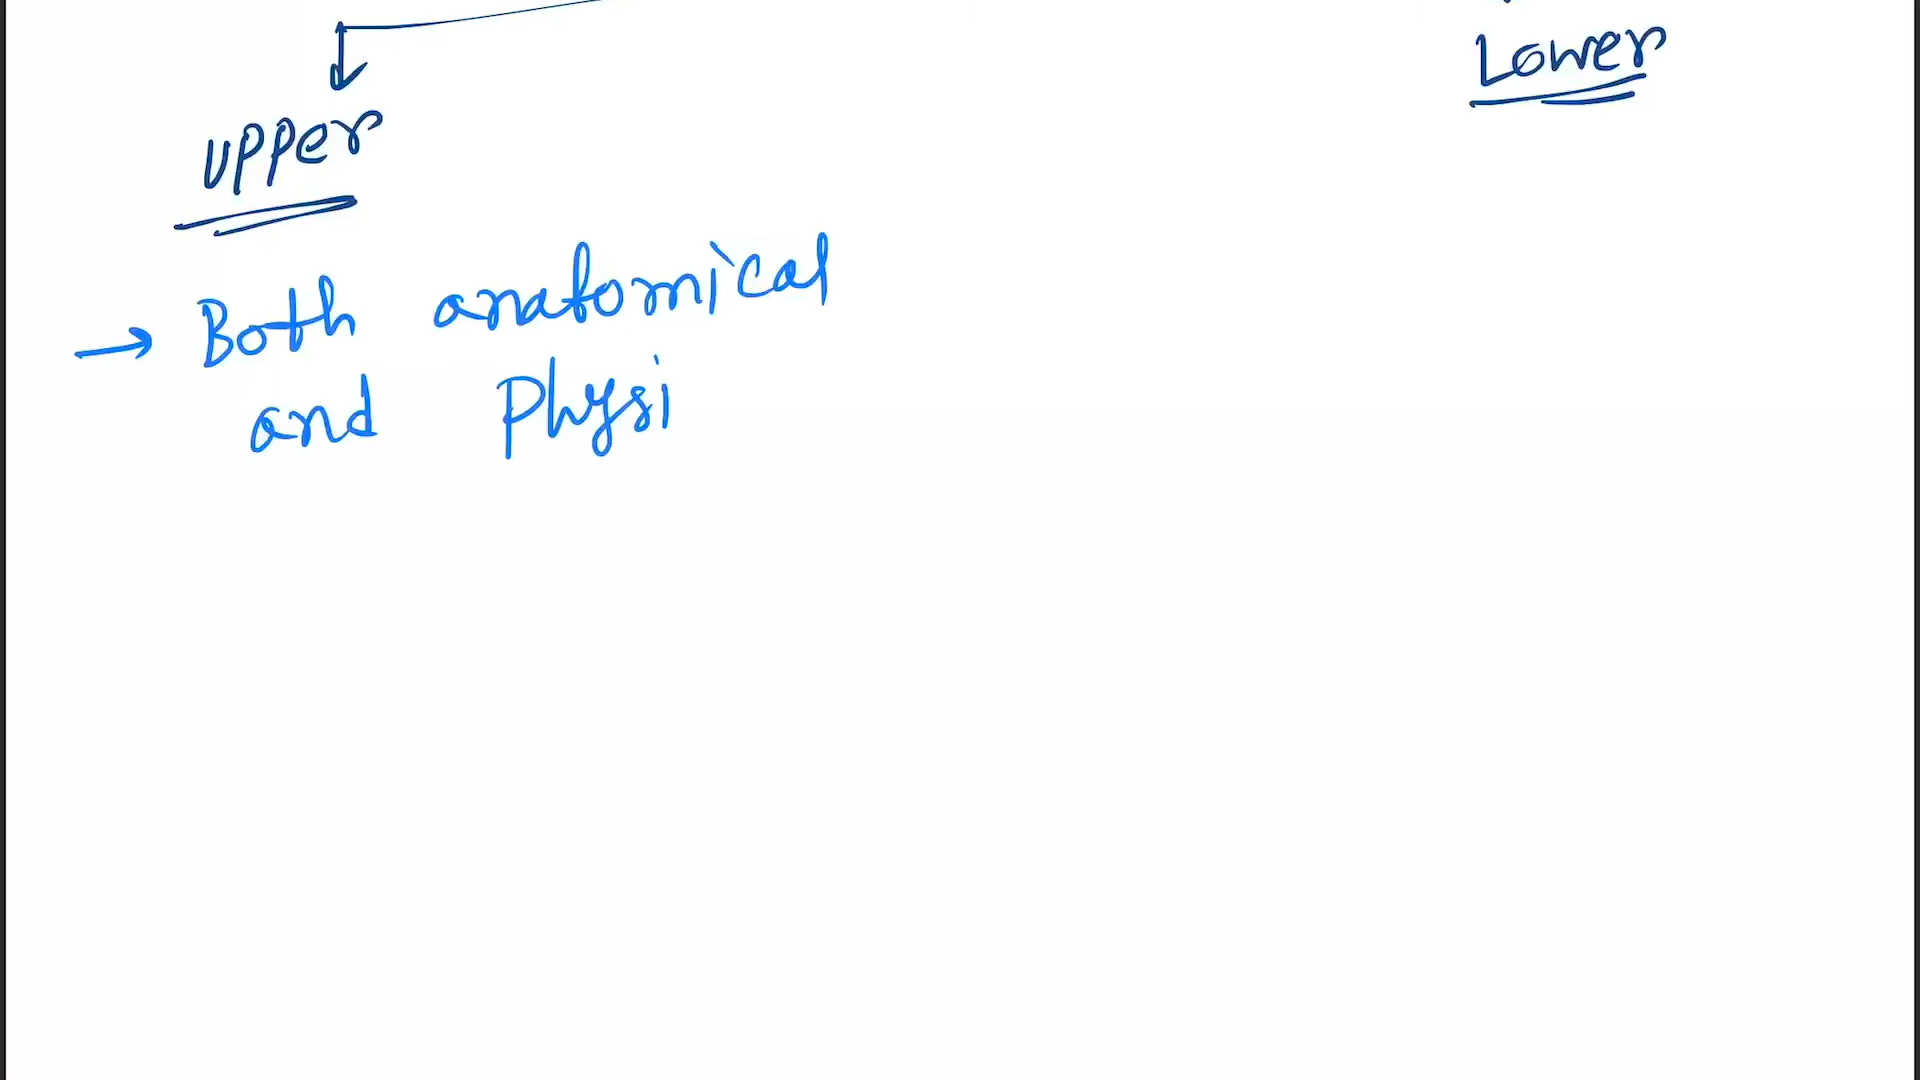 Lower
Upper
→ Both anatomical
and Physi